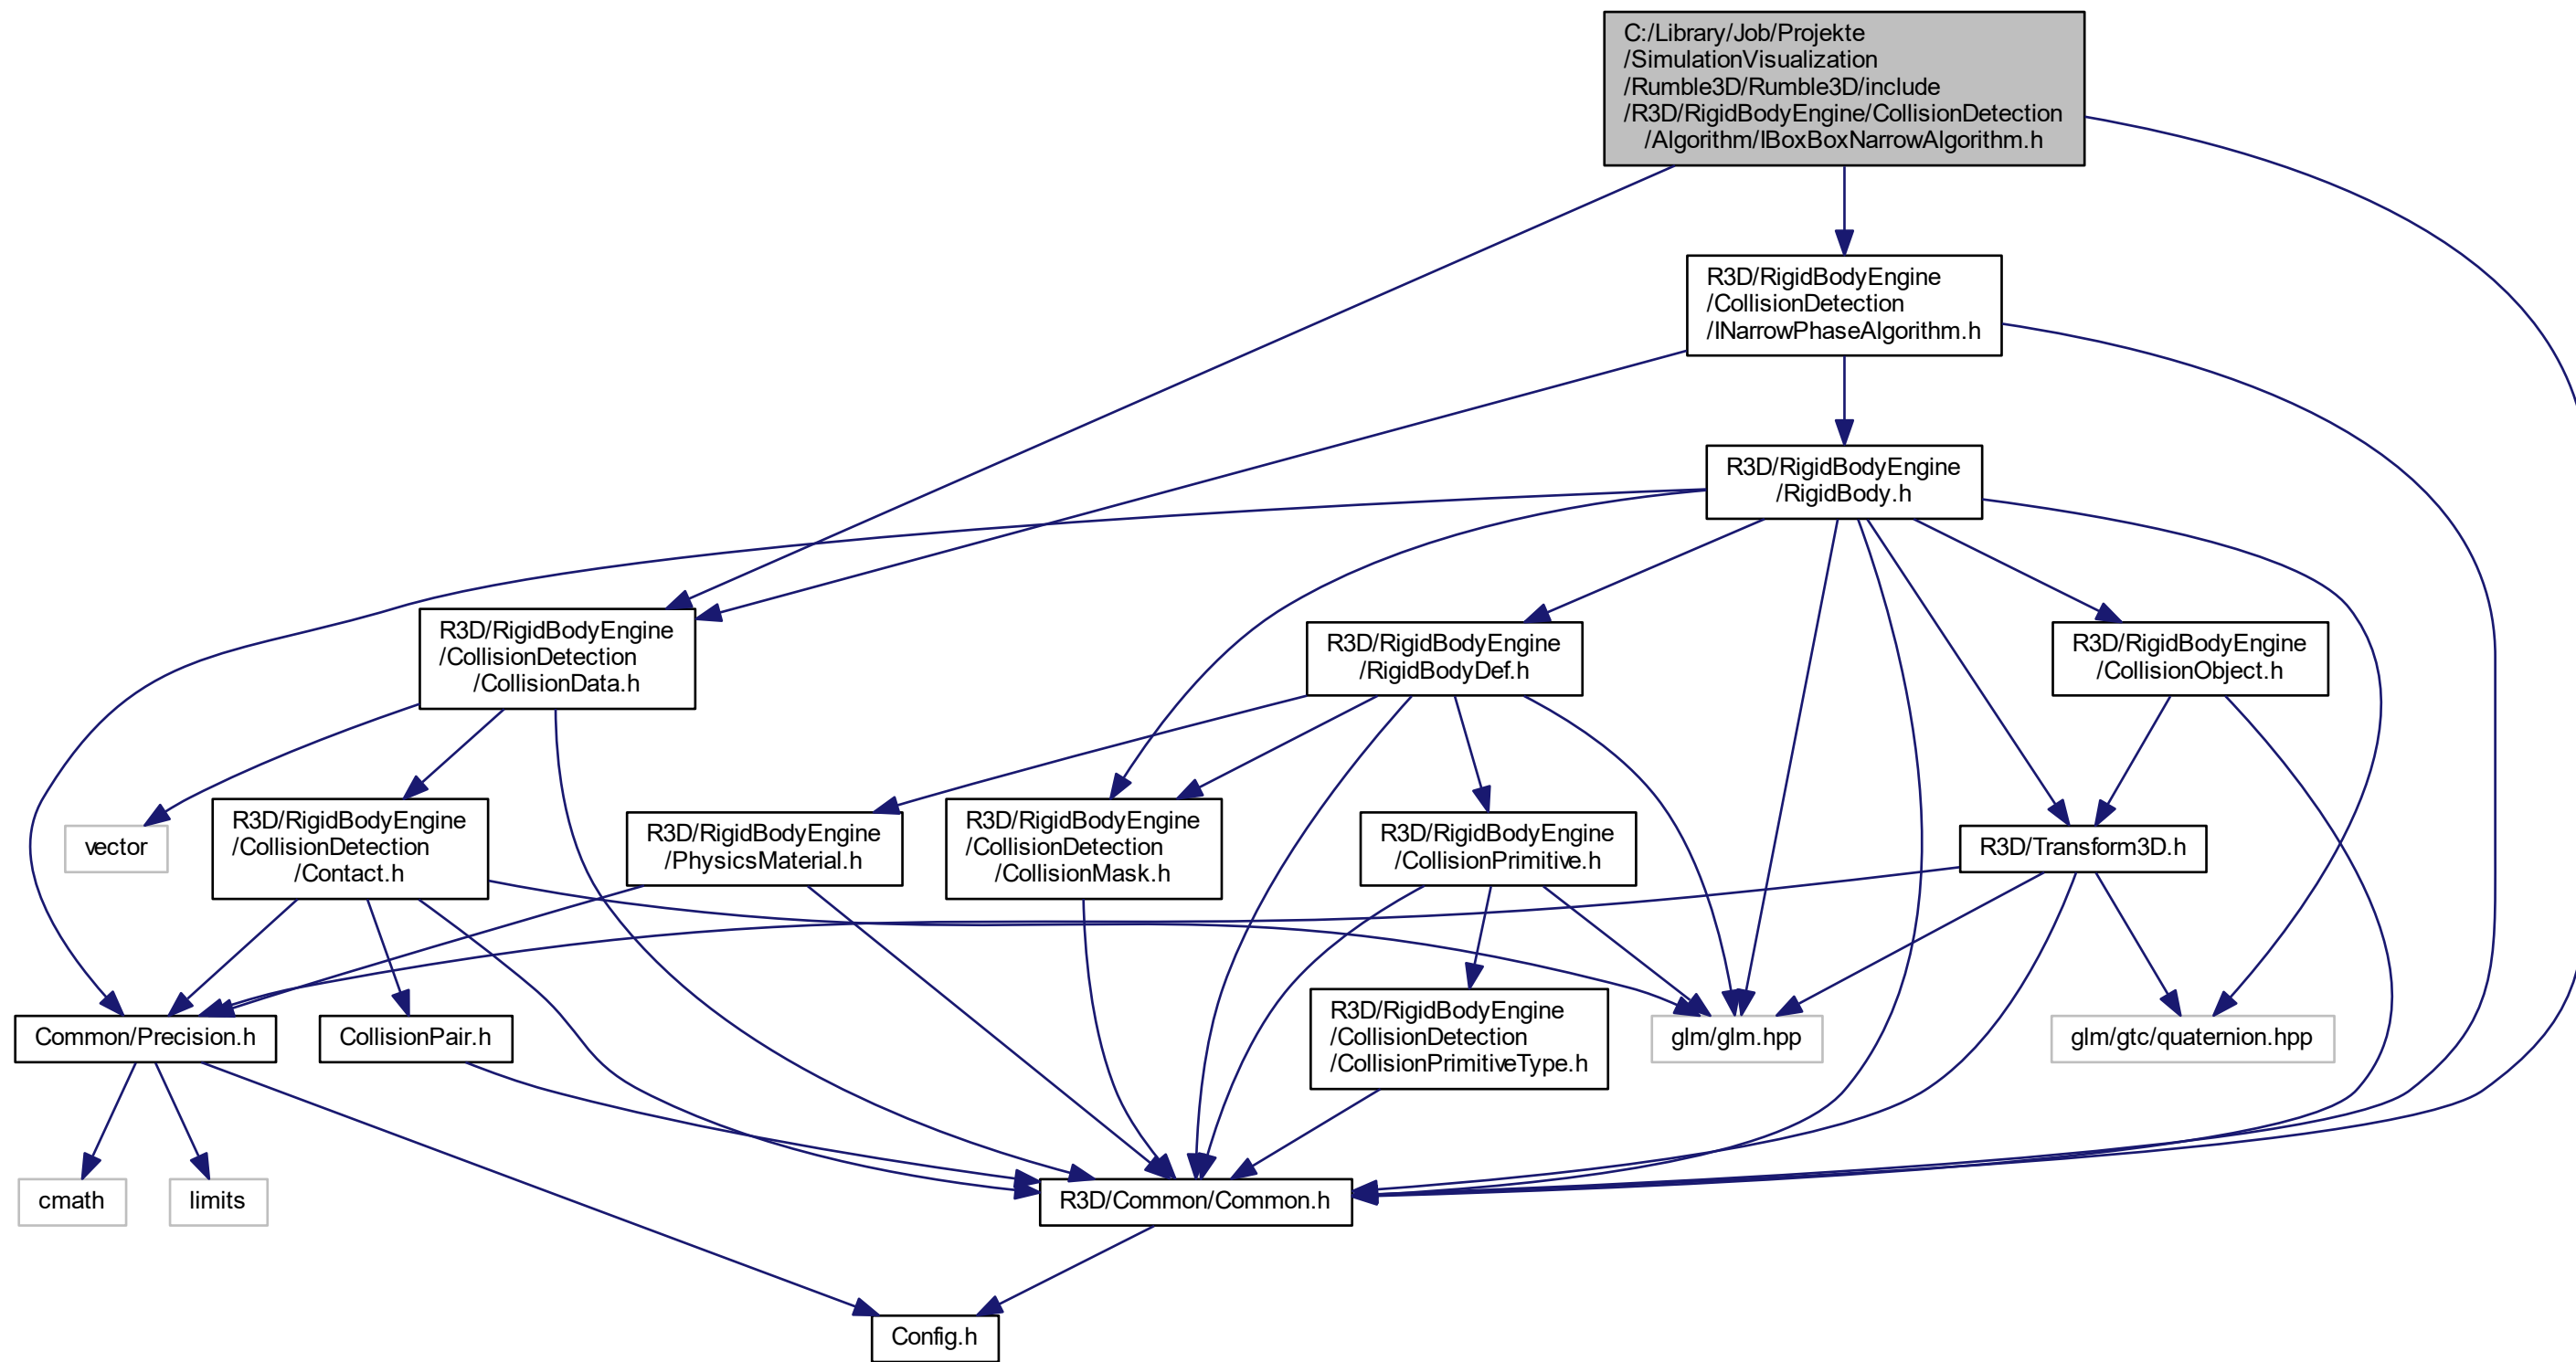 C:/Library/Job/Projekte
/SimulationVisualization
/Rumble3D/Rumble3D/include
/R3D/RigidBodyEngine/CollisionDetection
/Algorithm/IBoxBoxNarrowAlgorithm.h
R3D/RigidBodyEngine
/CollisionDetection
/INarrowPhaseAlgorithm.h
R3D/RigidBodyEngine
/RigidBody.h
R3D/RigidBodyEngine
/CollisionDetection
/CollisionData.h
R3D/RigidBodyEngine
/RigidBodyDef.h
R3D/RigidBodyEngine
/CollisionObject.h
vector
R3D/RigidBodyEngine
/CollisionDetection
/Contact.h
R3D/RigidBodyEngine
/PhysicsMaterial.h
R3D/RigidBodyEngine
/CollisionDetection
/CollisionMask.h
R3D/RigidBodyEngine
/CollisionPrimitive.h
R3D/Transform3D.h
Common/Precision.h
CollisionPair.h
R3D/RigidBodyEngine
/CollisionDetection
/CollisionPrimitiveType.h
glm/glm.hpp
glm/gtc/quaternion.hpp
cmath
limits
R3D/Common/Common.h
Config.h